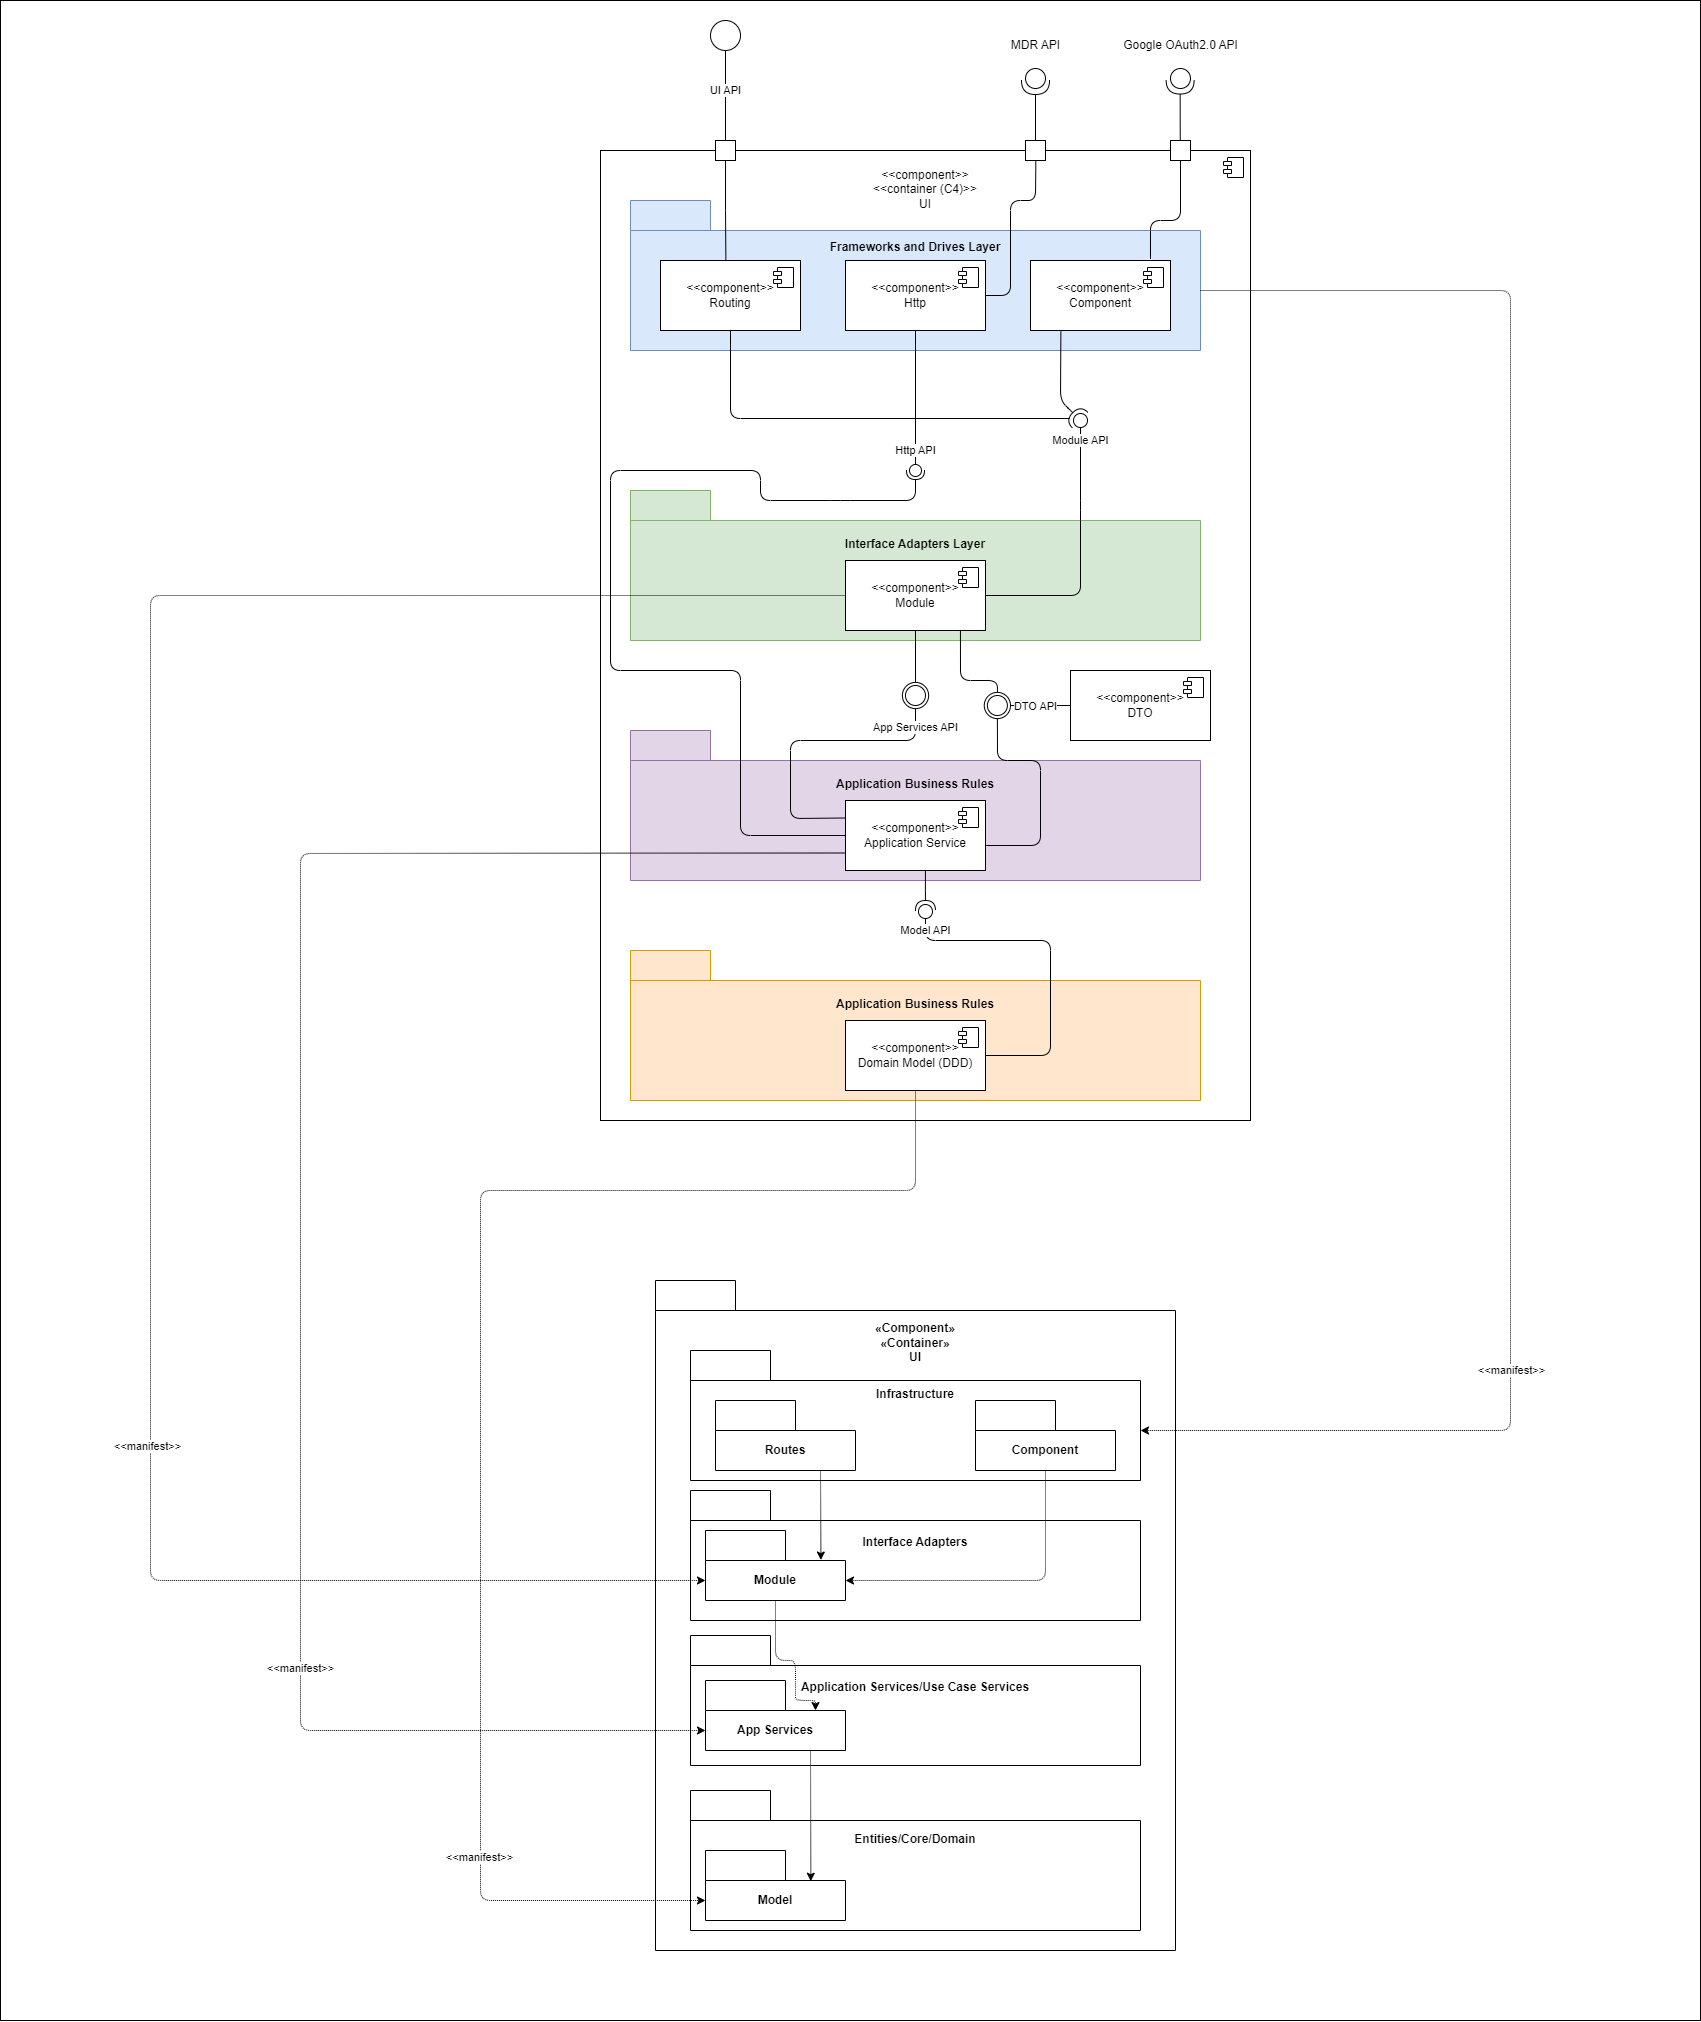 MDR API
Google OAuth2.0 API
UI API
<<component>>
<<container (C4)>>
UI
Frameworks and Drives Layer
<<component>>
Routing
<<component>>
Http
<<component>>
Component
Module API
Http API
Interface Adapters Layer
<<component>>
Module
<<component>>
DTO
DTO API
App Services API
Application Business Rules
<<component>>
Application Service
Model API
Application Business Rules
<<component>>
Domain Model (DDD)
«Component»
«Container»
UI
<<manifest>>
Infrastructure
Routes
Component
<<manifest>>
Interface Adapters
Module
<<manifest>>
Application Services/Use Case Services
App Services
Entities/Core/Domain
<<manifest>>
Model